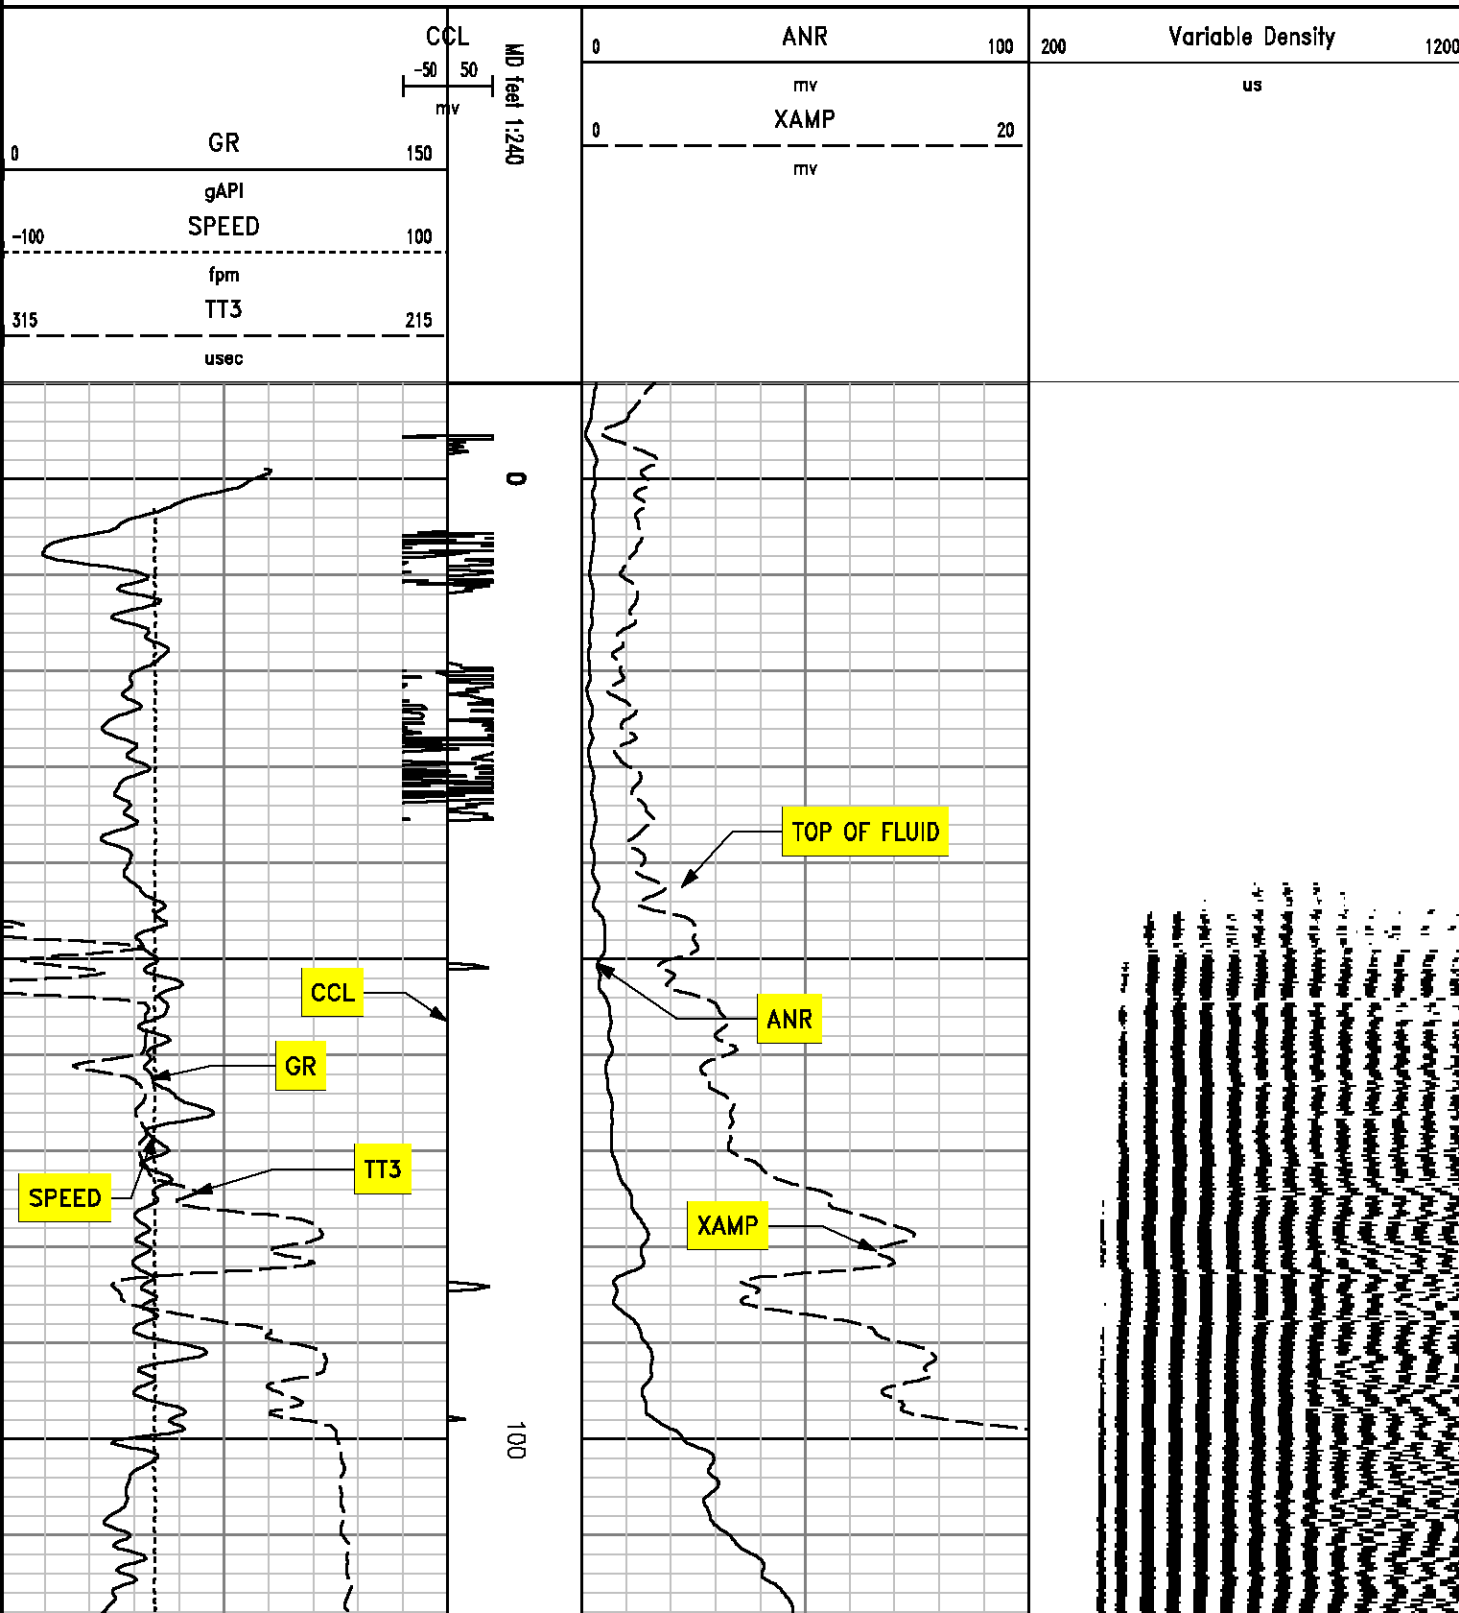 CCL
-50 50
mv
MD feet 1:240
GR
0 150
gAPI
SPEED
-100 100
fpm
TT3
315 215
usec
ANR
0 100
mv
XAMP
0 20
mv
Variable Density
200 1200
us
0
TOP OF FLUID
CCL
ANR
GR
TT3
SPEED
XAMP
100